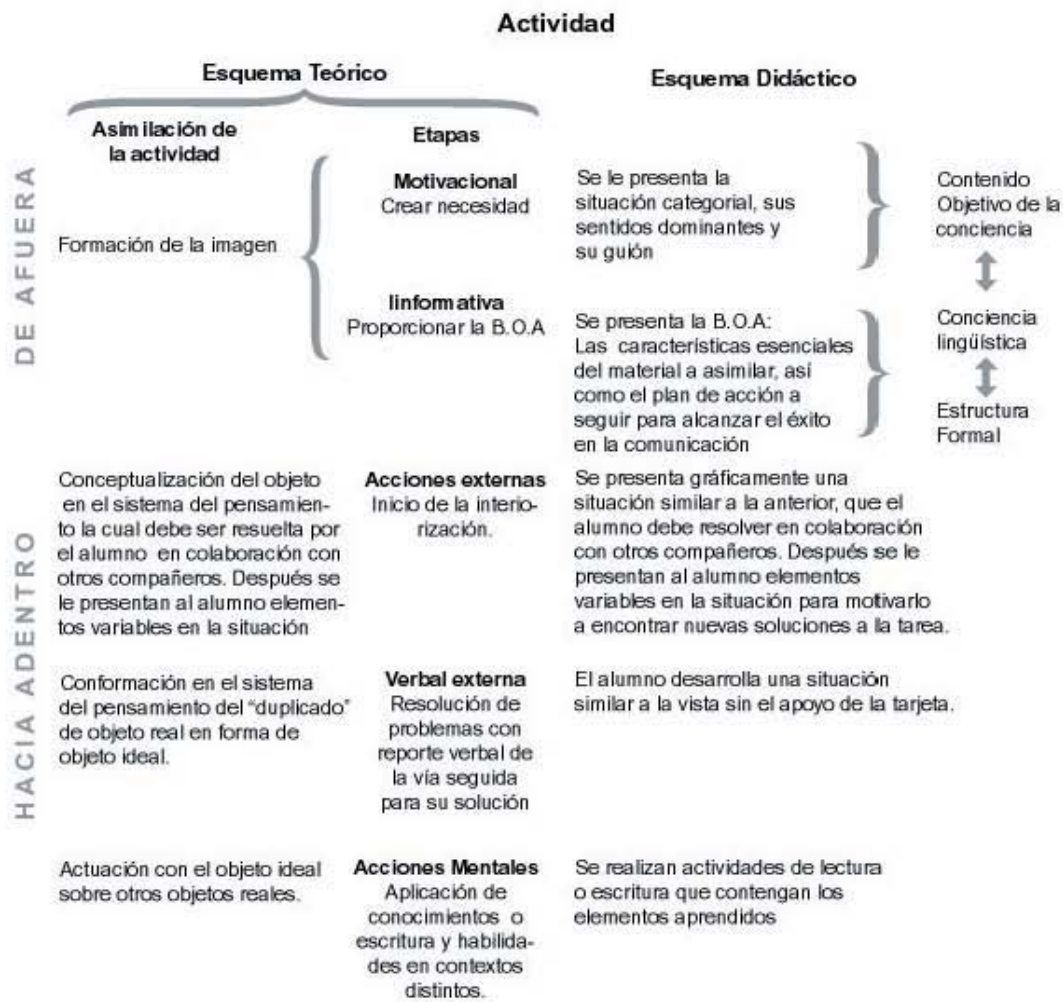 Actividad
Esquema Teórico
Esquema Didáctico
Asimilación de
la actividad
Etapas
DE AFUERA
Formación de la imagen
Motivacional
Crear necesidad
Se le presenta la
situación categorial, sus
sentidos dominantes y
su guión
Contenido
Objetivo de la
conciencia
Iinformativa
Proporcionar la B.O.A
Se presenta la B.O.A:
Las características esenciales
del material a asimilar, así
como el plan de acción a
seguir para alcanzar el éxito
en la comunicación
Conciencia
lingüística
Estructura
Formal
HACIA ADENTRO
Conceptualización del objeto
en el sistema del pensamien-
to la cual debe ser resuelta por
el alumno en colaboración con
otros compañeros. Después se
le presentan al alumno elemen-
tos variables en la situación
Acciones externas
Inicio de la interio-
rización.
Se presenta gráficamente una
situación similar a la anterior, que el
alumno debe resolver en colaboración
con otros compañeros. Después se le
presentan al alumno elementos
variables en la situación para motivarlo
a encontrar nuevas soluciones a la tarea.
Conformación en el sistema
del pensamiento del "duplicado"
de objeto real en forma de
objeto ideal.
Verbal externa
Resolución de
problemas con
reporte verbal de
la vía seguida
para su solución
El alumno desarrolla una situación
similar a la vista sin el apoyo de la tarjeta.
Actuación con el objeto ideal
sobre otros objetos reales.
Acciones Mentales
Aplicación de
conocimientos o
escritura y habilida-
des en contextos
distintos.
Se realizan actividades de lectura
o escritura que contengan los
elementos aprendidos